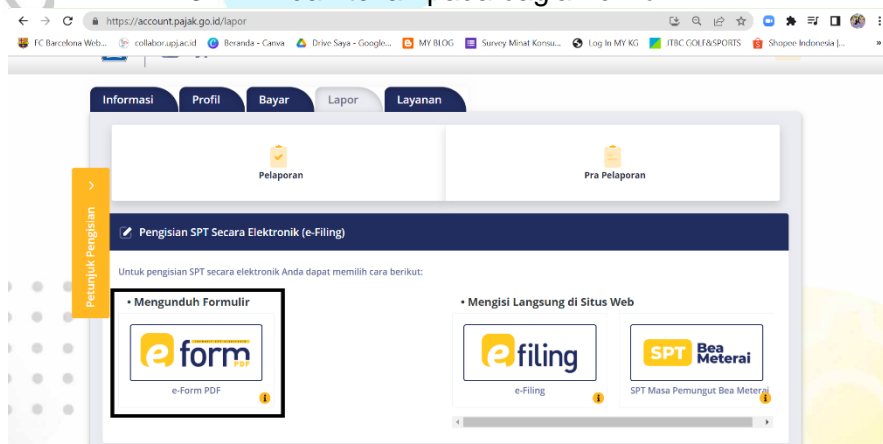 https://account.pajak.go.id/lapor
FC Barcelona Web... collabor.upj.ac.id Beranda - Canva Drive Saya - Google... MY BLOG Survey Minat Konsu... Log In MY KG ITBC GOLF&SPORTS Shopee Indonesia |... »
Informasi Profil Bayar Lapor Layanan
Pelaporan Pra Pelaporan
Petunjuk Pengisian
Pengisian SPT Secara Elektronik (e-Filing)
Untuk pengisian SPT secara elektronik Anda dapat memilih cara berikut:
• Mengunduh Formulir • Mengisi Langsung di Situs Web
e form PDF e filing SPT Bea Meterai
e-Form PDF e-Filing SPT Masa Pemungut Bea Meterai